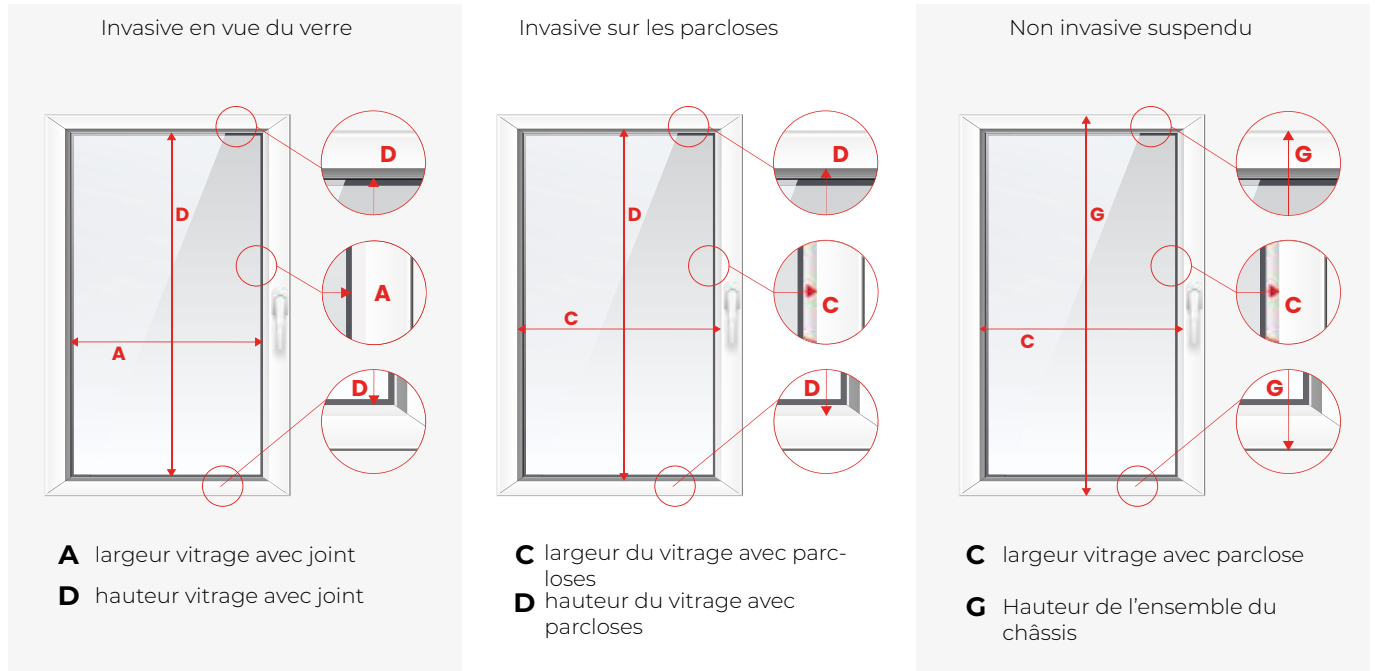 Invasive en vue du verre
D
D
A
A
D
A largeur vitrage avec joint
D hauteur vitrage avec joint
Invasive sur les parcloses
D
D
C
C
D
C largeur du vitrage avec parc-
loses
D hauteur du vitrage avec
parcloses
Non invasive suspendu
G
G
C
C
G
C largeur vitrage avec parclose
G Hauteur de l’ensemble du
châssis